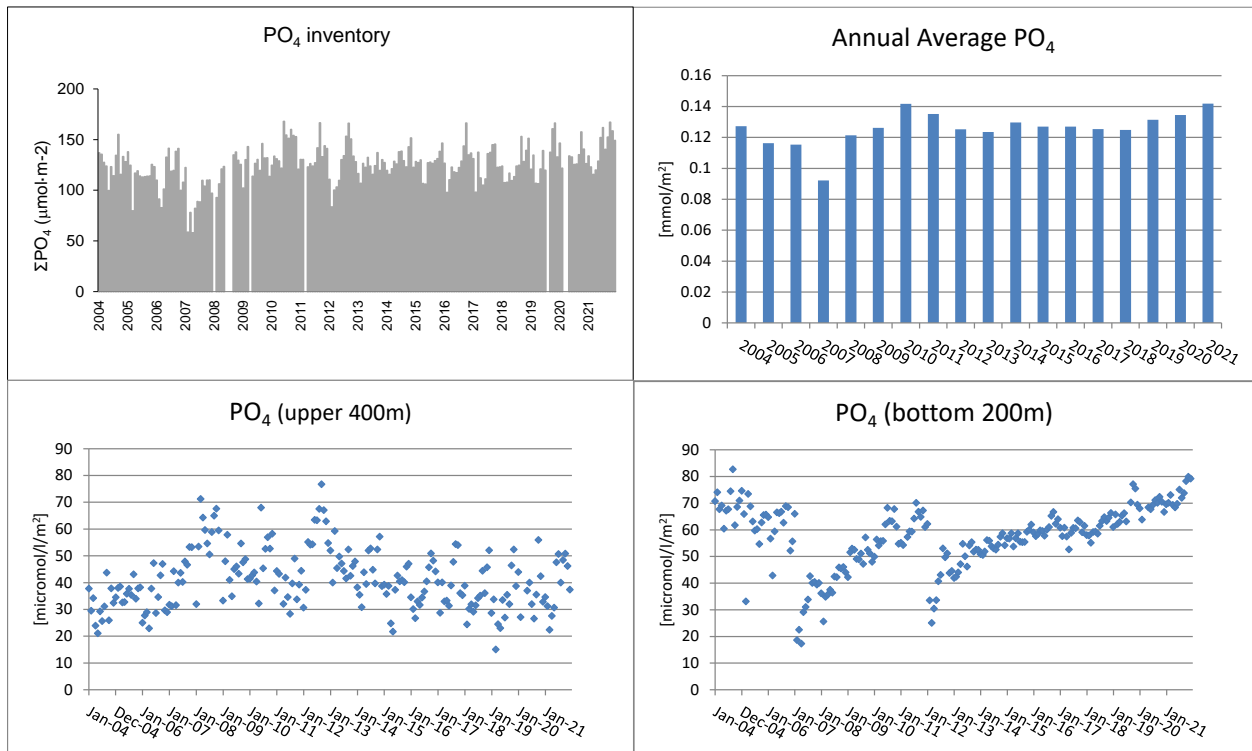 PO4 inventory
ΣPO4 (μmol·m-2)
200
150
100
50
0
2004
2005
2006
2007
2008
2009
2010
2011
2012
2013
2014
2015
2016
2017
2018
2019
2020
2021
Annual Average PO4
[mmol/m²]
0.16
0.14
0.12
0.1
0.08
0.06
0.04
0.02
0
2004
2005
2006
2007
2008
2009
2010
2011
2012
2013
2014
2015
2016
2017
2018
2019
2020
2021
PO4 (upper 400m)
[micromol/l/m²]
90
80
70
60
50
40
30
20
10
0
Jan-04
Dec-04
Jan-06
Jan-07
Jan-08
Jan-09
Jan-10
Jan-11
Jan-12
Jan-13
Jan-14
Jan-15
Jan-16
Jan-17
Jan-18
Jan-19
Jan-20
Jan-21
PO4 (bottom 200m)
[micromol/l/m²]
90
80
70
60
50
40
30
20
10
0
Jan-04
Dec-04
Jan-06
Jan-07
Jan-08
Jan-09
Jan-10
Jan-11
Jan-12
Jan-13
Jan-14
Jan-15
Jan-16
Jan-17
Jan-18
Jan-19
Jan-20
Jan-21